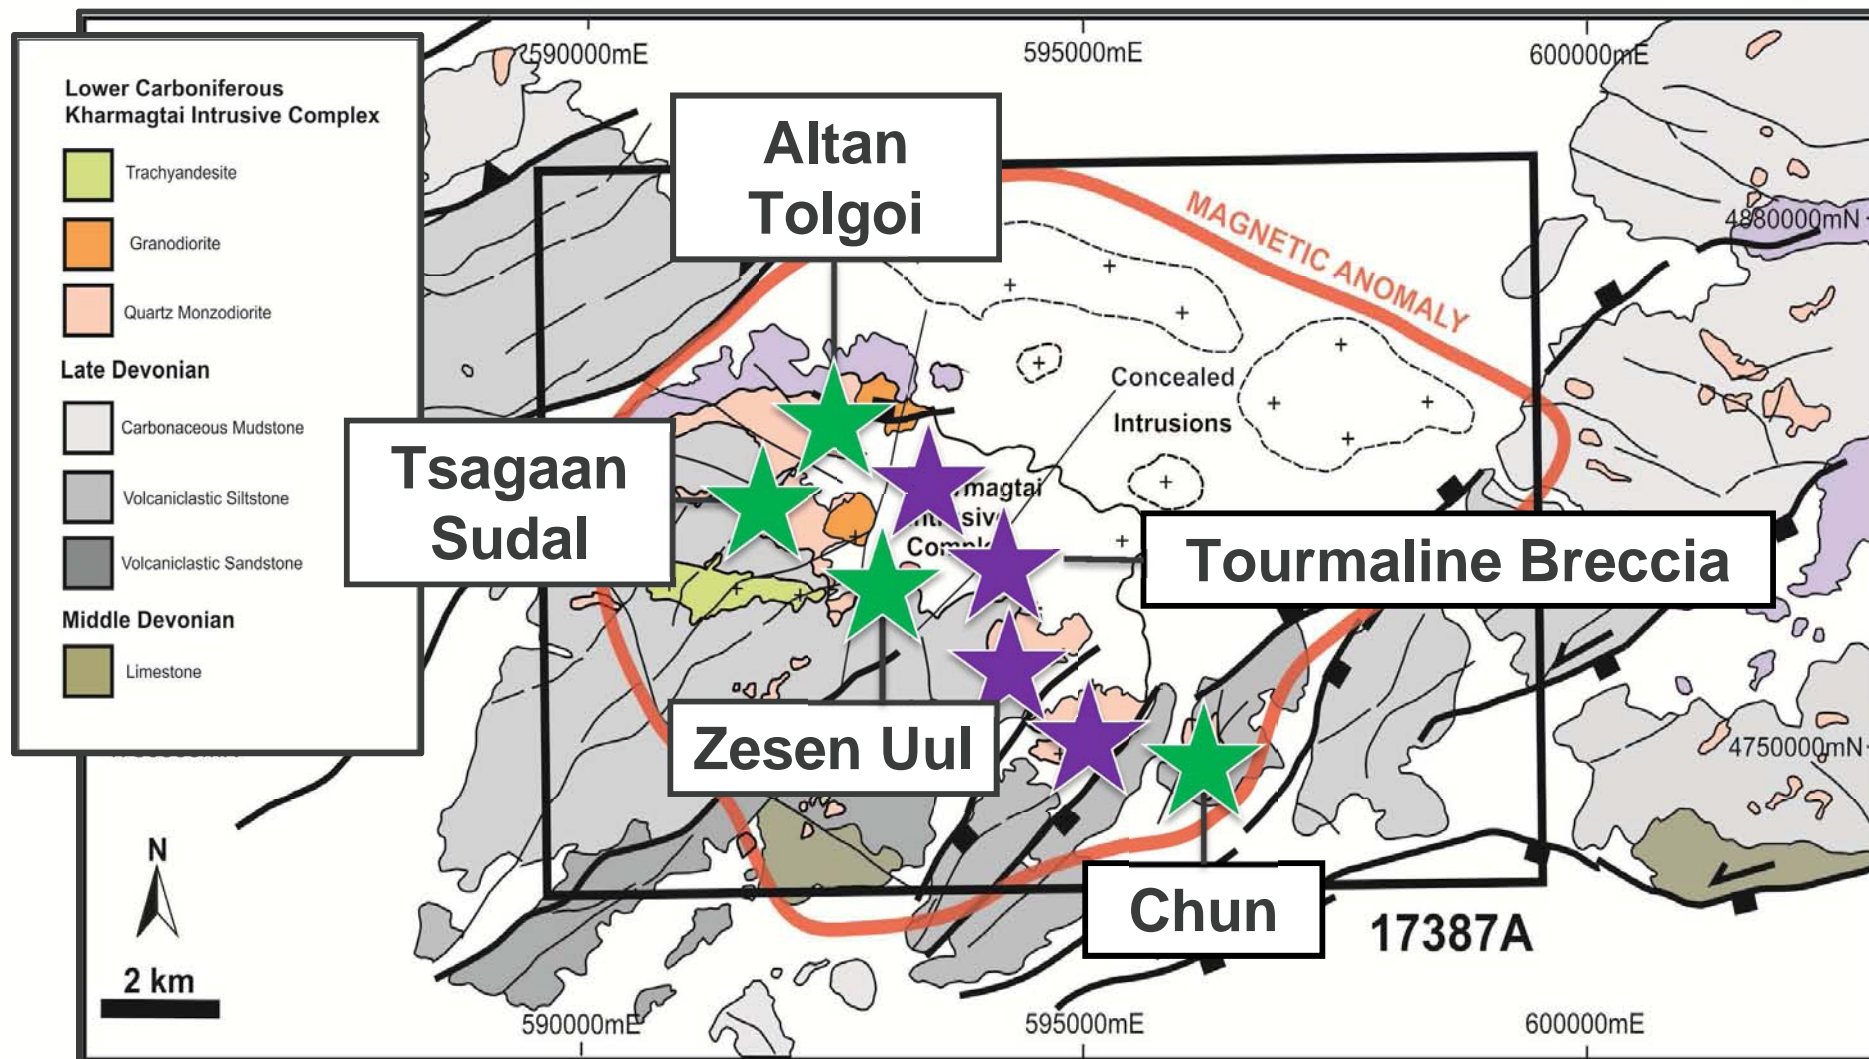 590000mE
595000mE
600000mE
Lower Carboniferous
Kharmagtai Intrusive Complex
Trachyandesite
Granodiorite
Quartz Monzodiorite
Late Devonian
Carbonaceous Mudstone
Volcaniclastic Siltstone
Volcaniclastic Sandstone
Middle Devonian
Limestone
Altan
Tolgoi
MAGNETIC ANOMALY
4880000mN
Concealed
Intrusions
Tsagaan
Sudal
Tourmaline Breccia
Zesen Uul
4750000mN
Chun
17387A
N
2 km
590000mE
595000mE
600000mE